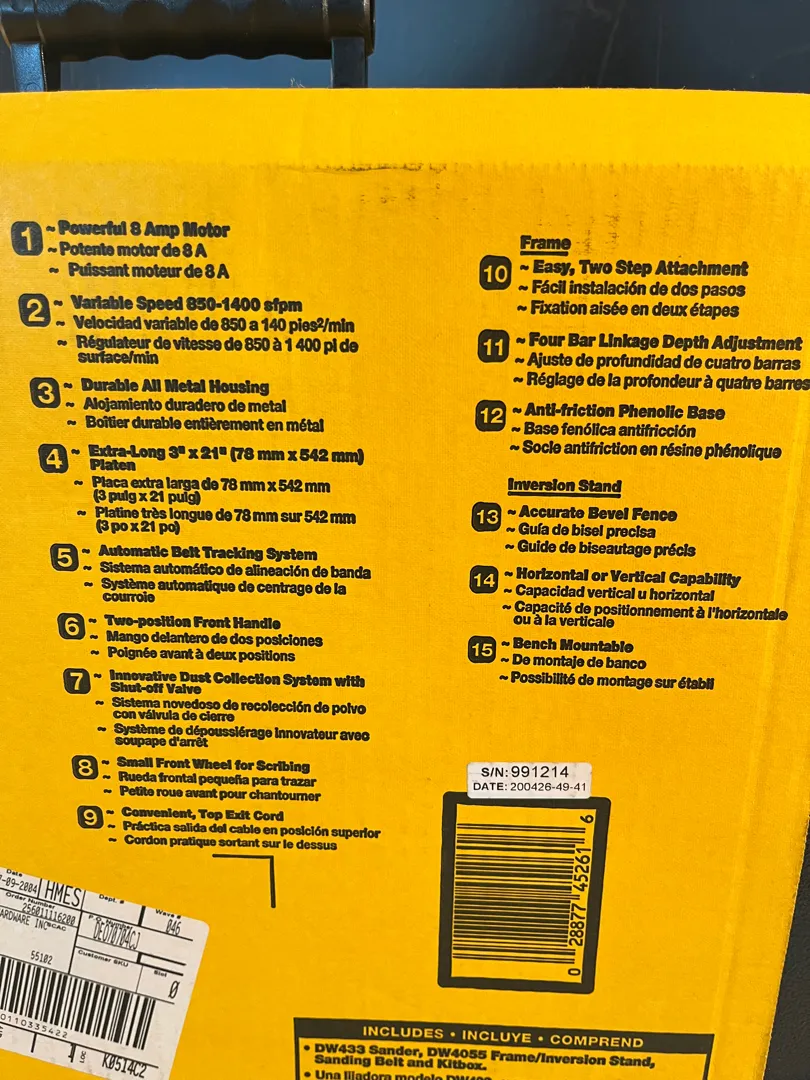 1 ~ Powerful 8 Amp Motor
~ Potente motor de 8 A
~ Puissant moteur de 8 A
2 ~ Variable Speed 850-1400 sfpm
~ Velocidad variable de 850 a 140 pies²/min
~ Régulateur de vitesse de 850 à 1 400 pl de
surface/min
3 ~ Durable All Metal Housing
~ Alojamiento duradero de metal
~ Boîtier durable entièrement en métal
4 ~ Extra-Long 3" x 21" (78 mm x 542 mm)
Platen
~ Placa extra larga de 78 mm x 542 mm
(3 pulg x 21 pulg)
~ Platine très longue de 78 mm sur 542 mm
(3 po x 21 po)
5 ~ Automatic Belt Tracking System
~ Sistema automático de alineación de banda
~ Système automatique de centrage de la
courroie
6 ~ Two-position Front Handle
~ Mango delantero de dos posiciones
~ Poignée avant à deux positions
7 ~ Innovative Dust Collection System with
Shut-off Valve
~ Sistema novedoso de recolección de polvo
con válvula de cierre
~ Système de dépoussiérage innovateur avec
soupape d'arrêt
8 ~ Small Front Wheel for Scribing
~ Rueda frontal pequeña para trazar
~ Petite roue avant pour chantourner
9 ~ Convenient, Top Exit Cord
~ Práctica salida del cable en posición superior
~ Cordon pratique sortant sur le dessus
Frame
10 ~ Easy, Two Step Attachment
~ Fácil instalación de dos pasos
~ Fixation aisée en deux étapes
11 ~ Four Bar Linkage Depth Adjustment
~ Ajuste de profundidad de cuatro barras
~ Réglage de la profondeur à quatre barres
12 ~ Anti-friction Phenolic Base
~ Base fenólica antifricción
~ Socle antifriction en résine phénolique
Inversion Stand
13 ~ Accurate Bevel Fence
~ Guía de bisel precisa
~ Guide de biseautage précis
14 ~ Horizontal or Vertical Capability
~ Capacidad vertical u horizontal
~ Capacité de positionnement à l'horizontale
ou à la verticale
15 ~ Bench Mountable
~ De montaje de banco
~ Possibilité de montage sur établi
S/N: 991214
DATE: 200426-49-41
0 28877 45261 6
Date
-09-2004 HMES
Dept. #
Wave #
046
Order Number
256011116200
SCAC
ARDWARE INC
55102
Customer SKU
Slot
0
0110335422
K0514C2
INCLUDES • INCLUYE • COMPREND
• DW433 Sander, DW4055 Frame/Inversion Stand,
Sanding Belt and Kitbox.
• Una lijadora modelo